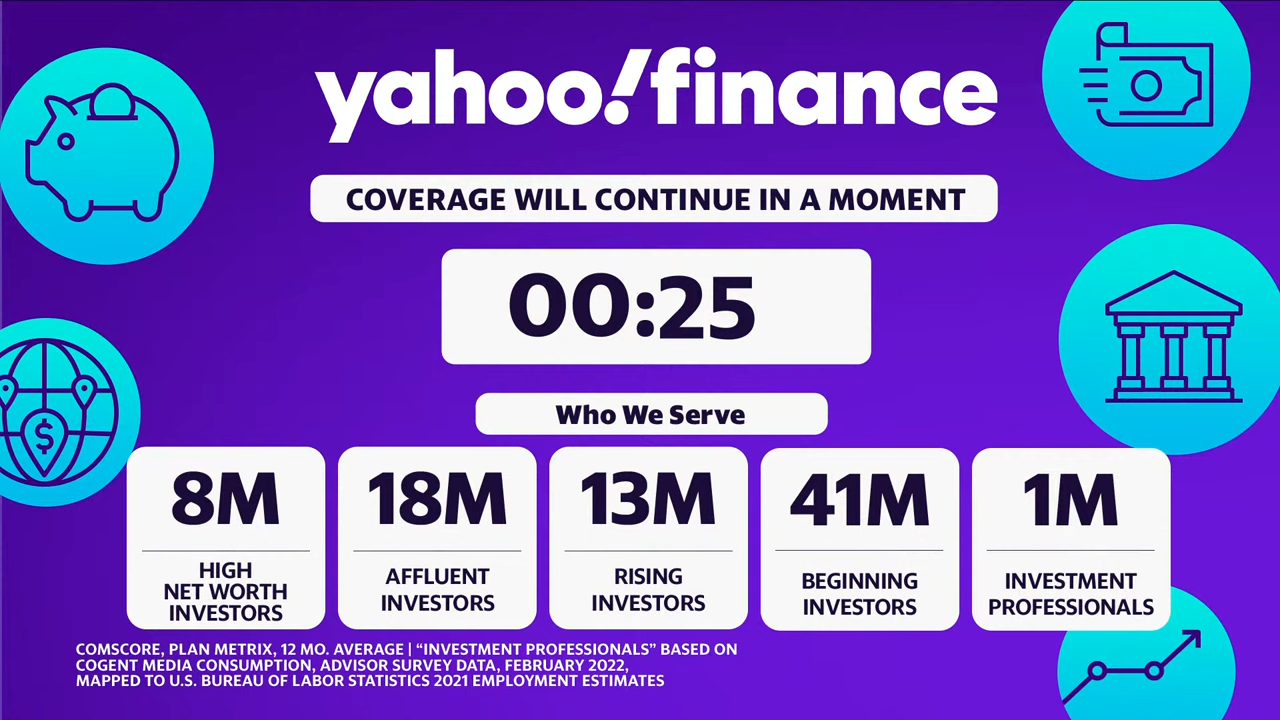 yahoo!finance
COVERAGE WILL CONTINUE IN A MOMENT
00:25
Who We Serve
8M
HIGH
NET WORTH
INVESTORS
18M
AFFLUENT
INVESTORS
13M
RISING
INVESTORS
41M
BEGINNING
INVESTORS
1M
INVESTMENT
PROFESSIONALS
$
COMSCORE, PLAN METRIX, 12 MO. AVERAGE | “INVESTMENT PROFESSIONALS” BASED ON
COGENT MEDIA CONSUMPTION, ADVISOR SURVEY DATA, FEBRUARY 2022,
MAPPED TO U.S. BUREAU OF LABOR STATISTICS 2021 EMPLOYMENT ESTIMATES